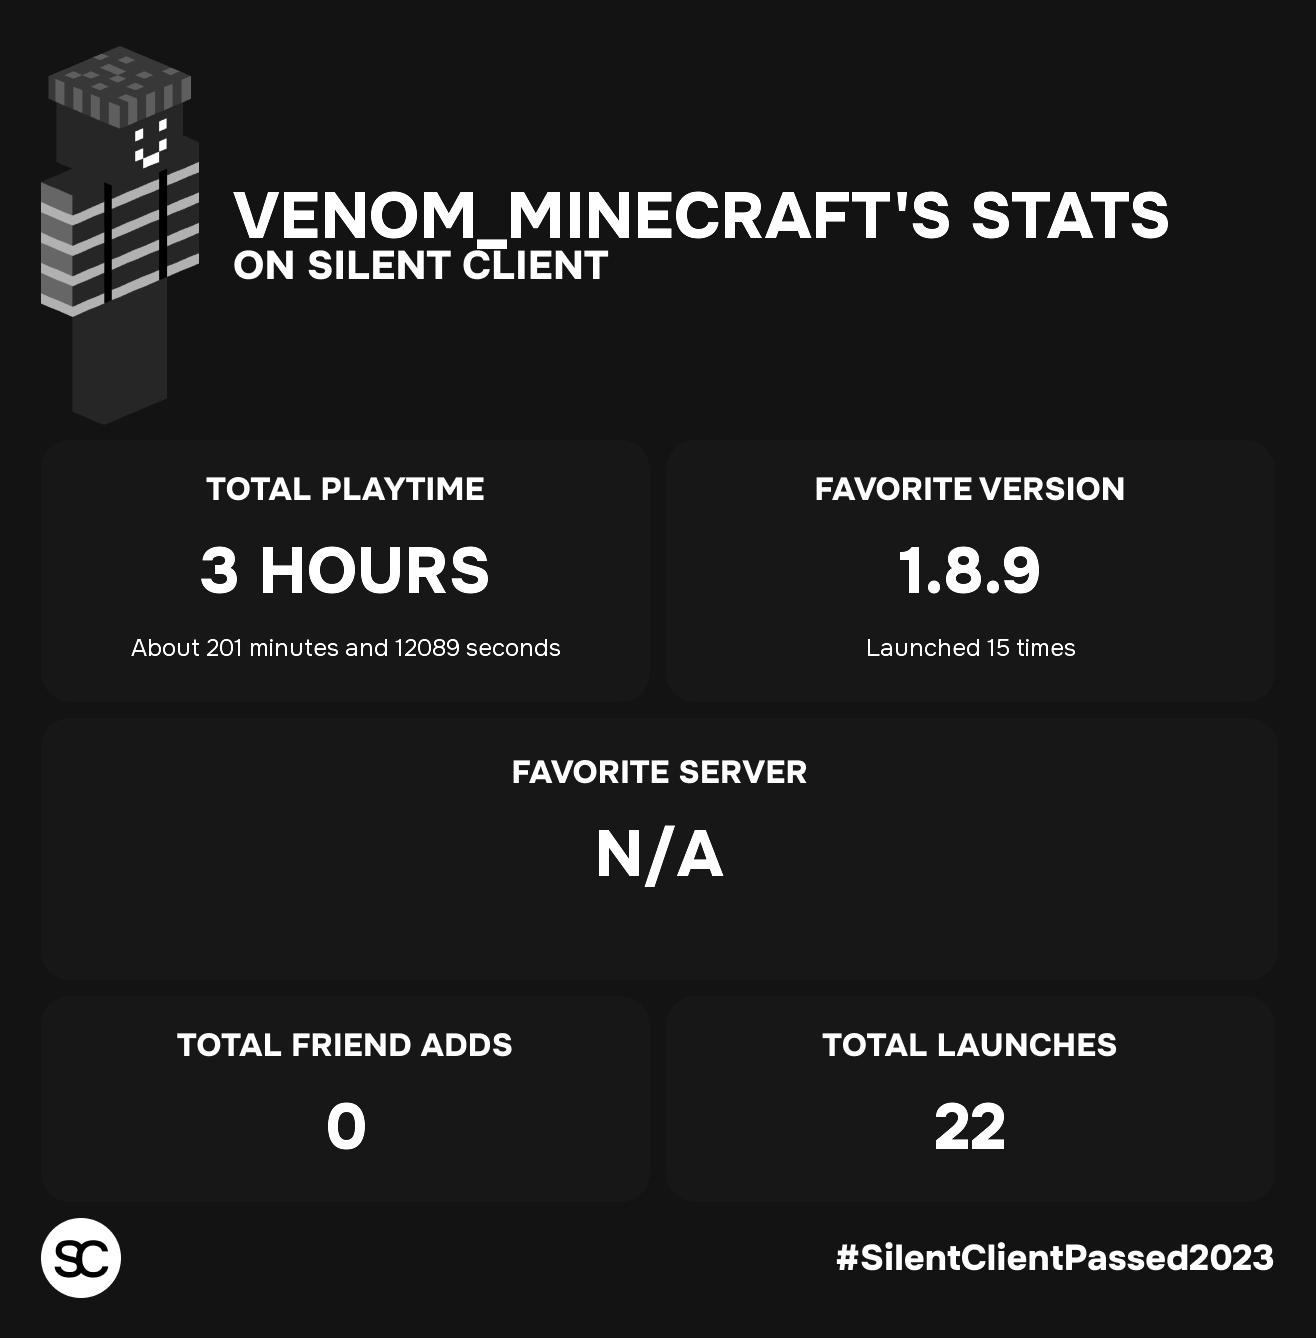 VENOM_MINECRAFT'S STATS
ON SILENT CLIENT
TOTAL PLAYTIME
3 HOURS
About 201 minutes and 12089 seconds
FAVORITE VERSION
1.8.9
Launched 15 times
FAVORITE SERVER
N/A
TOTAL FRIEND ADDS
0
TOTAL LAUNCHES
22
SC
#SilentClientPassed2023